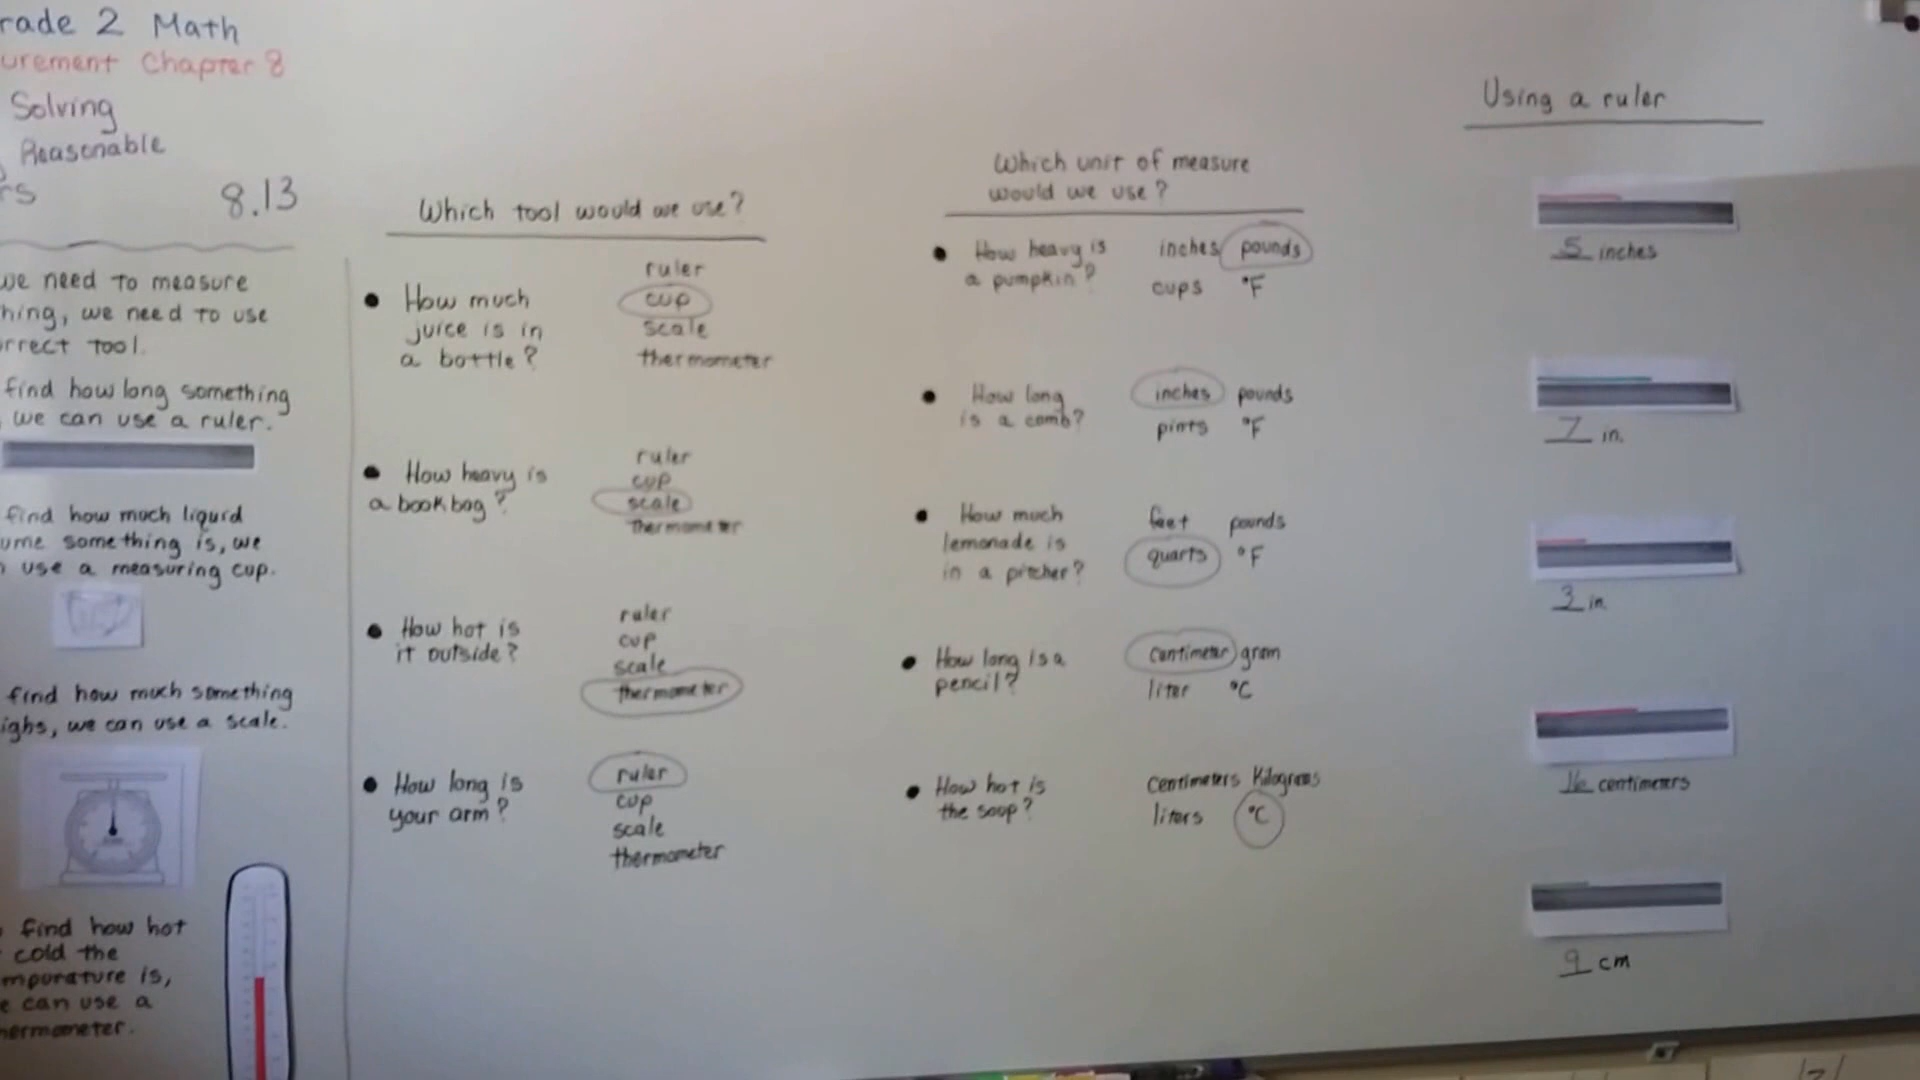 rade 2 Math
urement Chapter 8
Solving
Reasonable
rs 8.13
we need to measure
hing, we need to use
rrect tool.
find how long something
we can use a ruler.
find how much liquid
ume something is, we
use a measuring cup.
find how much something
ighs, we can use a scale.
find how hot
cold the
mperature is,
e can use a
hermometer.
Which tool would we use?
How much
juice is in
a bottle?
ruler
cup
scale
thermometer
How heavy is
a bookbag?
ruler
cup
scale
thermometer
How hot is
it outside?
ruler
cup
scale
thermometer
How long is
your arm?
ruler
cup
scale
thermometer
Which unit of measure
would we use?
How heavy is
a pumpkin?
inches pounds
cups °F
How long
is a comb?
inches pounds
pints °F
How much
lemonade is
in a pitcher?
feet pounds
quarts °F
How long is a
pencil?
centimeter gram
liter °C
How hot is
the soup?
centimeters Kilograms
liters °C
Using a ruler
5 inches
7 in.
3 in.
16 centimeters
9 cm